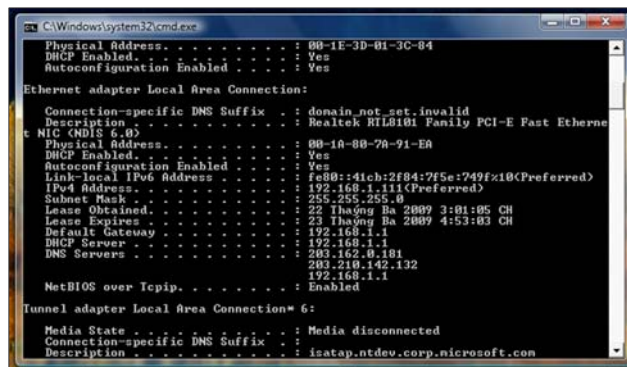 C:\Windows\system32\cmd.exe
Physical Address. . . . . . . . . : 00-1E-3D-01-3C-84
DHCP Enabled. . . . . . . . . . . : Yes
Autoconfiguration Enabled . . . . : Yes
Ethernet adapter Local Area Connection:
Connection-specific DNS Suffix  . : domain_not_set.invalid
Description . . . . . . . . . . . : Realtek RTL8101 Family PCI-E Fast Etherne
t NIC (NDIS 6.0)
Physical Address. . . . . . . . . : 00-1A-80-7A-91-EA
DHCP Enabled. . . . . . . . . . . : Yes
Autoconfiguration Enabled . . . . : Yes
Link-local IPv6 Address . . . . . : fe80::41cb:2f84:7f5e:749f%10(Preferred)
IPv4 Address. . . . . . . . . . . : 192.168.1.111(Preferred)
Subnet Mask . . . . . . . . . . . : 255.255.255.0
Lease Obtained. . . . . . . . . . : 22 Thaýng Ba 2009 3:01:05 CH
Lease Expires . . . . . . . . . . : 23 Thaýng Ba 2009 4:53:03 CH
Default Gateway . . . . . . . . . : 192.168.1.1
DHCP Server . . . . . . . . . . . : 192.168.1.1
DNS Servers . . . . . . . . . . . : 203.162.0.181
203.210.142.132
192.168.1.1
NetBIOS over Tcpip. . . . . . . . : Enabled
Tunnel adapter Local Area Connection* 6:
Media State . . . . . . . . . . . : Media disconnected
Connection-specific DNS Suffix  . :
Description . . . . . . . . . . . : isatap.ntdev.corp.microsoft.com